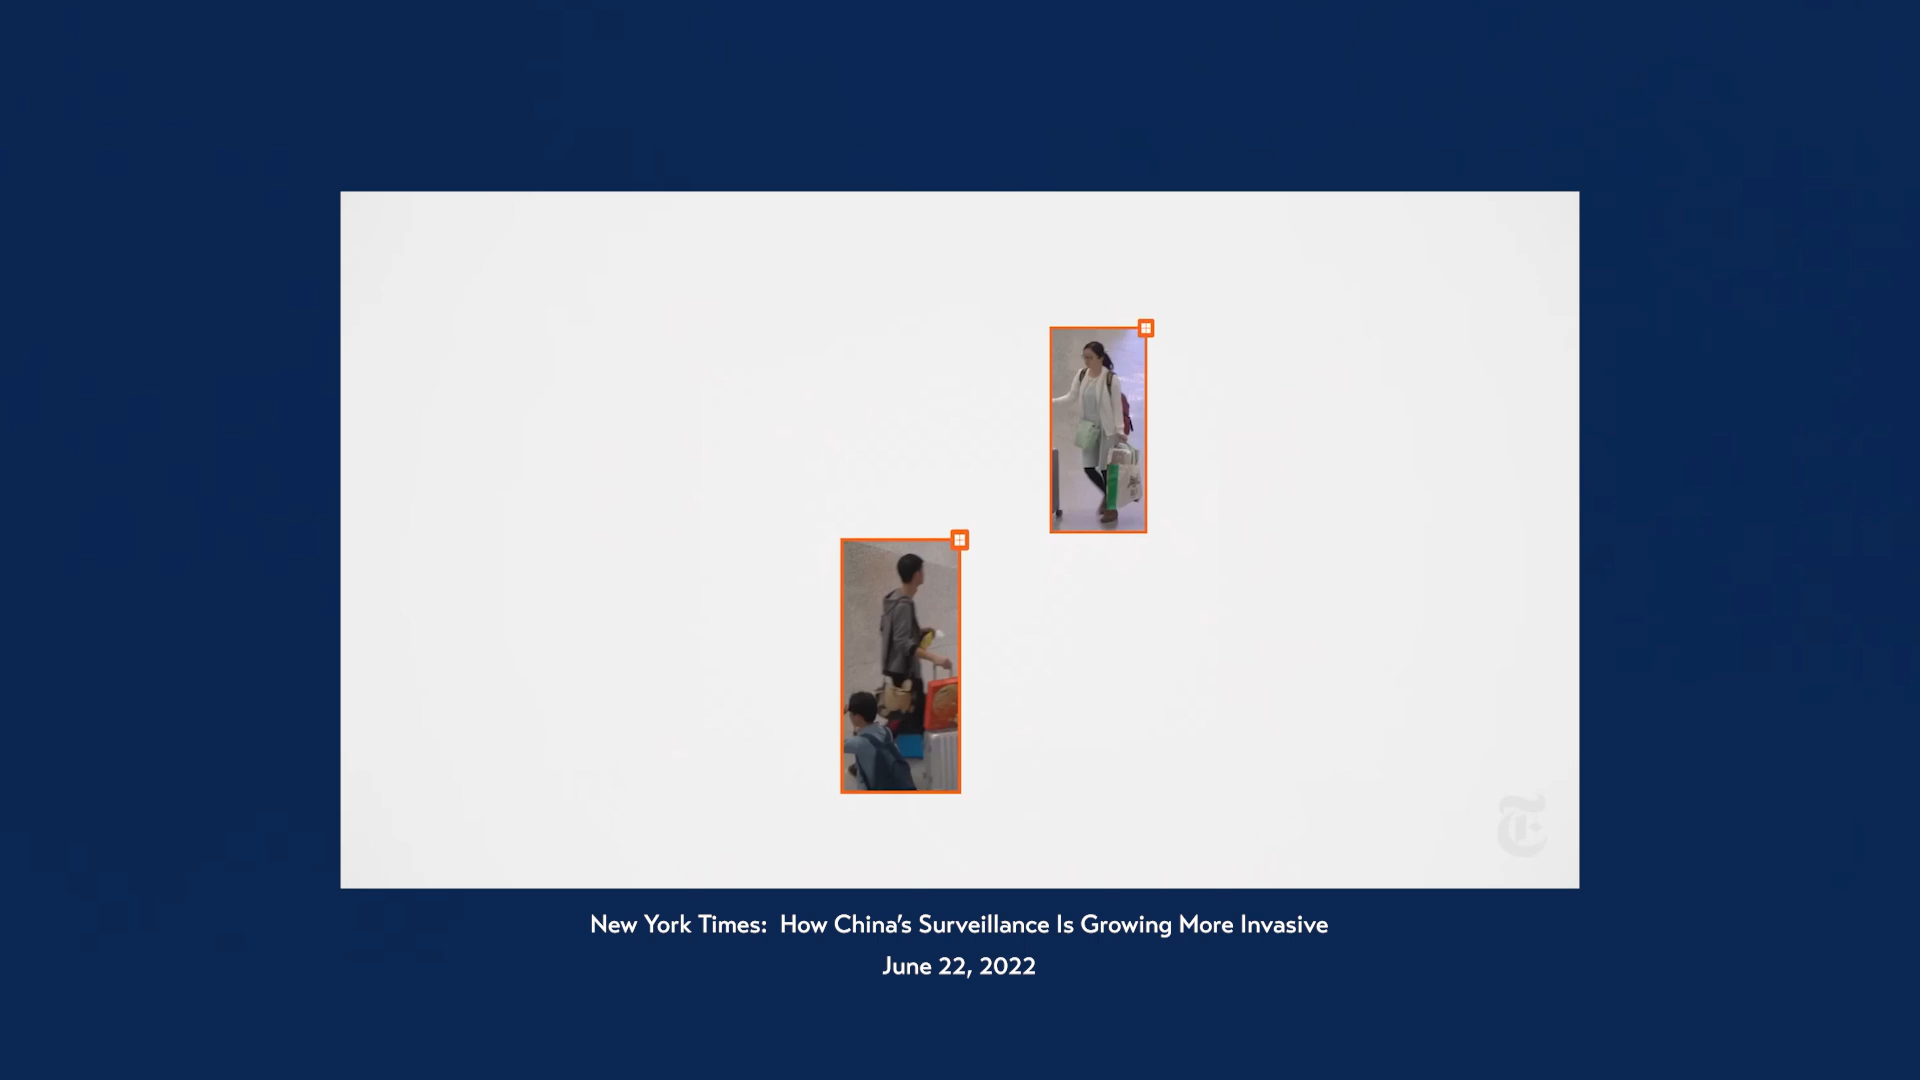 New York Times:  How China's Surveillance Is Growing More Invasive
June 22, 2022